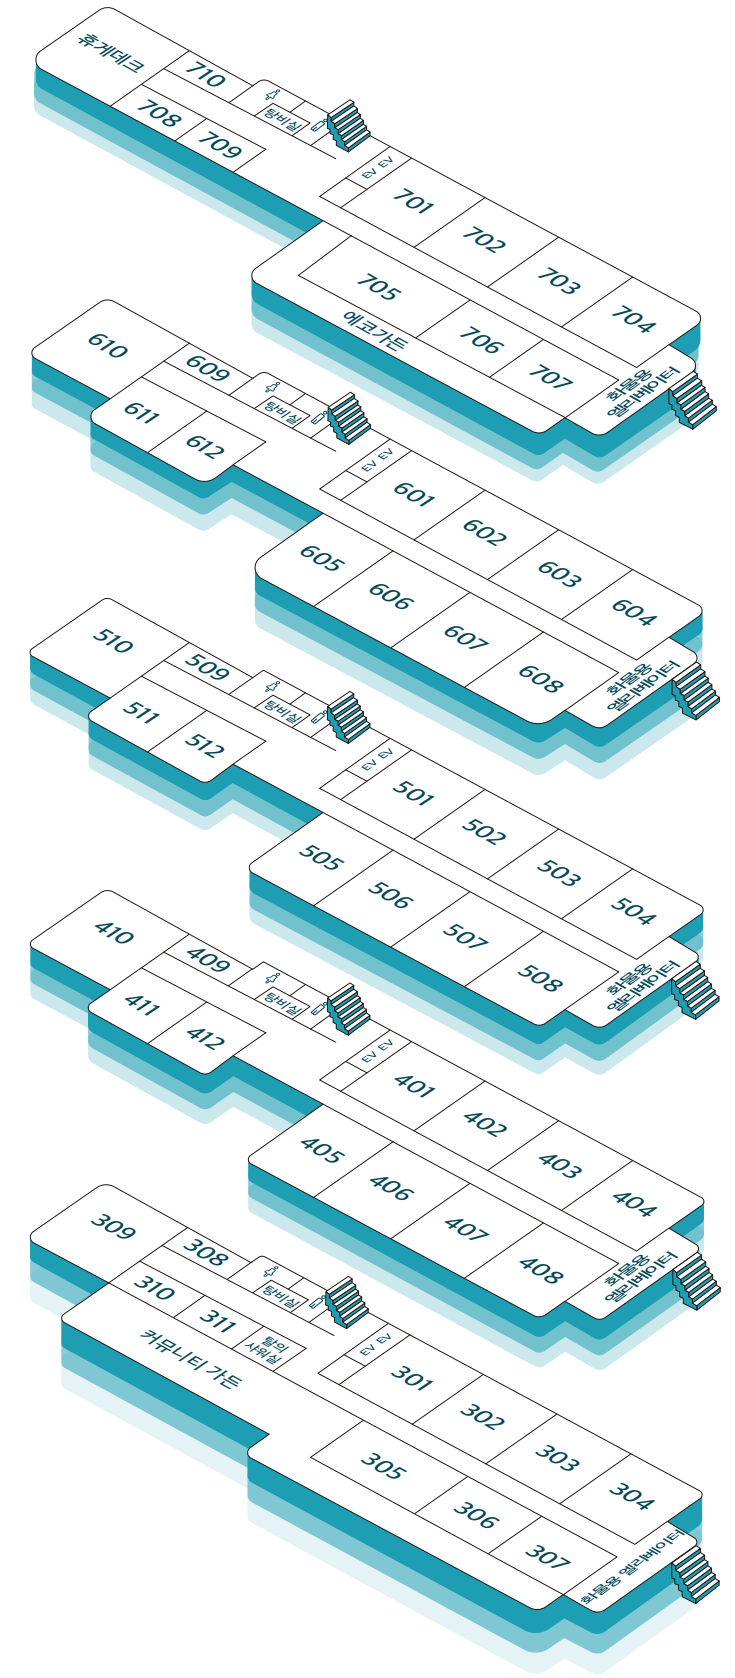 휴게데크
710
탕비실
708
709
EV EV
701
702
703
704
705
706
707
에코가든
화물용
엘리베이터
610
609
탕비실
611
612
EV EV
601
602
603
604
605
606
607
608
화물용
엘리베이터
510
509
탕비실
511
512
EV EV
501
502
503
504
505
506
507
508
화물용
엘리베이터
410
409
탕비실
411
412
EV EV
401
402
403
404
405
406
407
408
화물용
엘리베이터
309
308
탕비실
310
311
탈의
샤워실
커뮤니티 가든
EV EV
301
302
303
304
305
306
307
화물용 엘리베이터